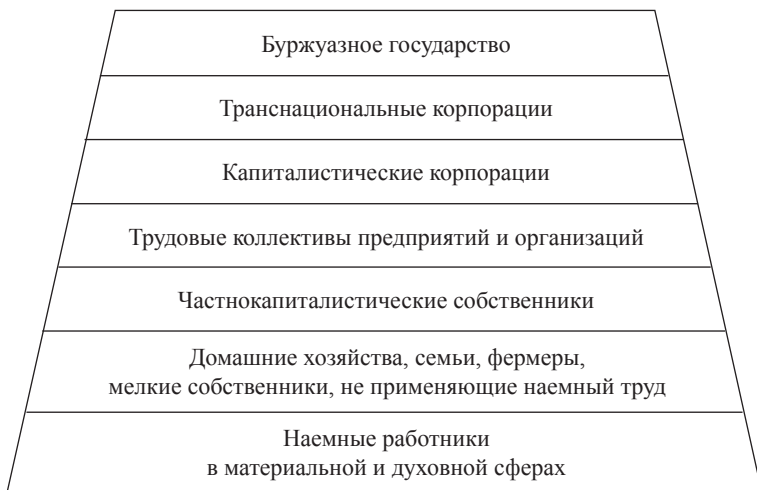 Буржуазное государство
Транснациональные корпорации
Капиталистические корпорации
Трудовые коллективы предприятий и организаций
Частнокапиталистические собственники
Домашние хозяйства, семьи, фермеры,
мелкие собственники, не применяющие наемный труд
Наемные работники
в материальной и духовной сферах